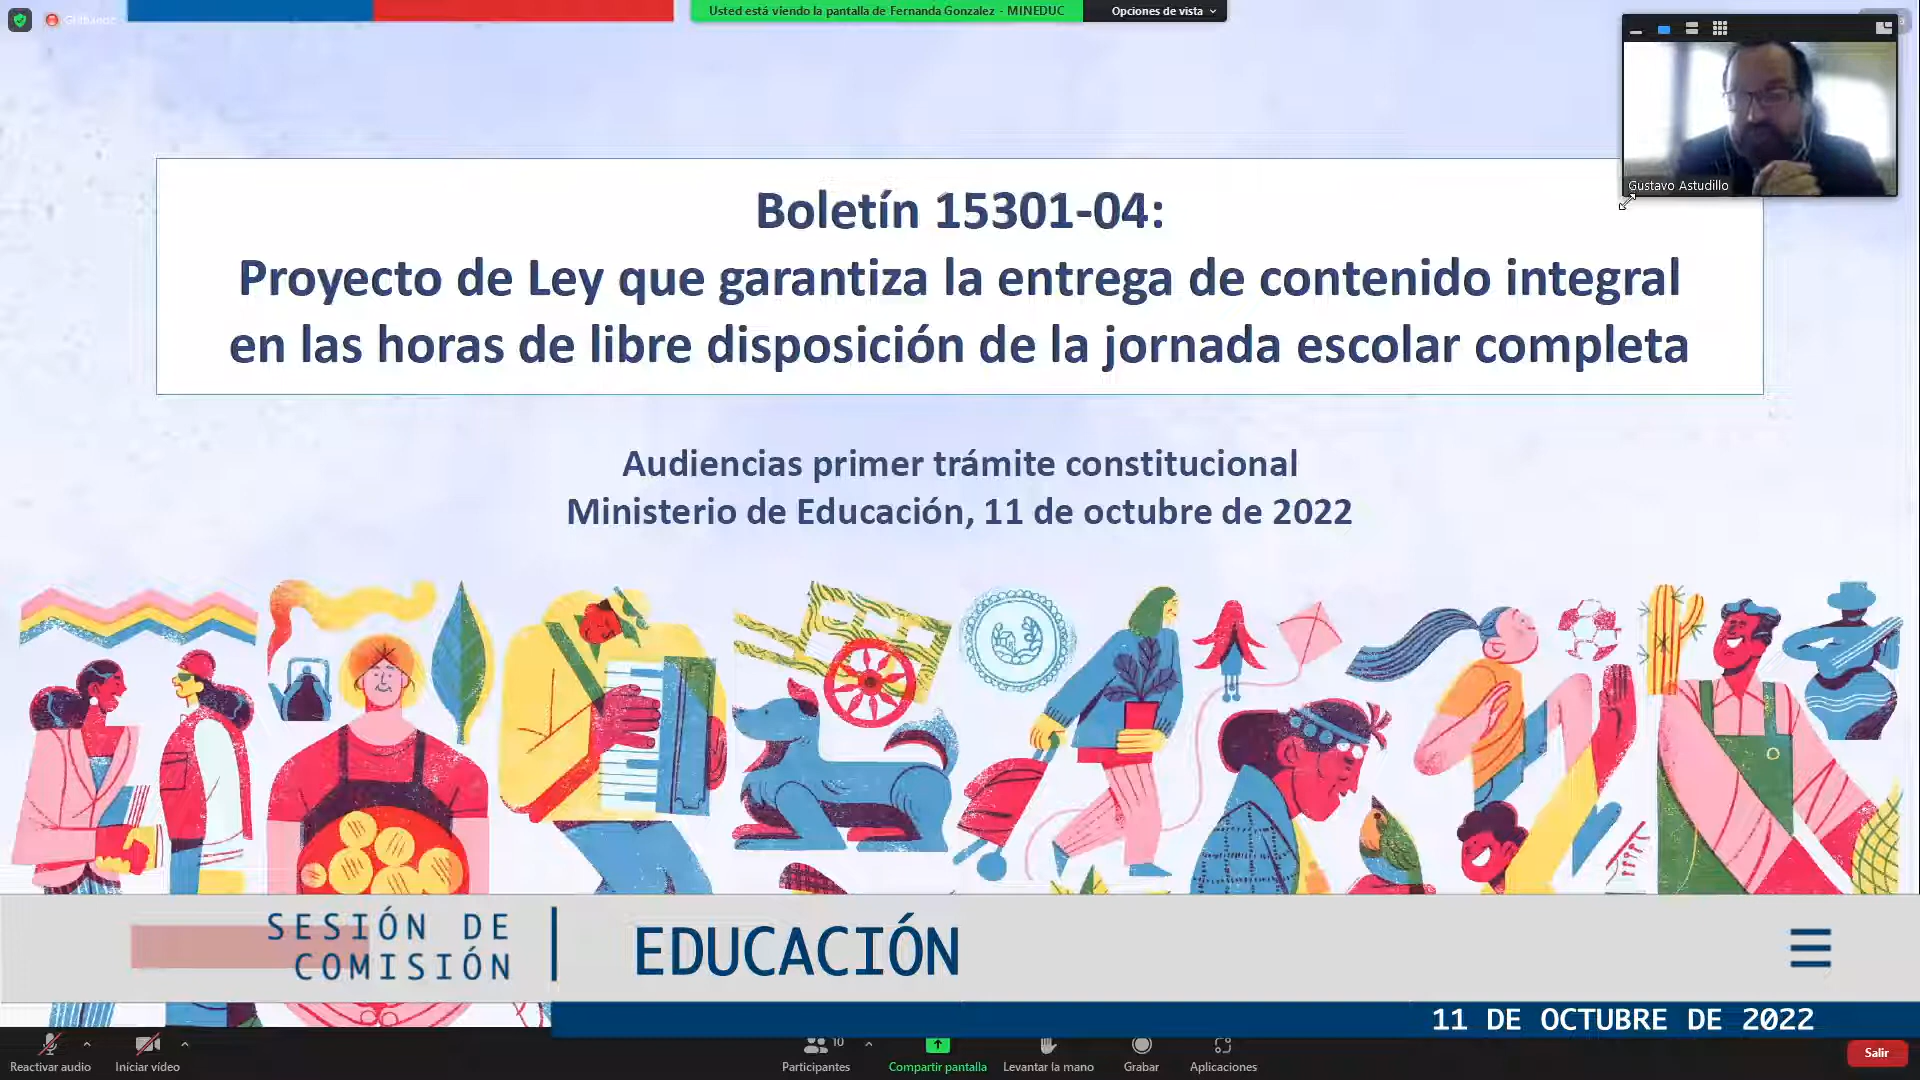 Grabando
Usted está viendo la pantalla de Fernanda Gonzalez - MINEDUC
Opciones de vista
Gustavo Astudillo
Boletín 15301-04:
Proyecto de Ley que garantiza la entrega de contenido integral
en las horas de libre disposición de la jornada escolar completa
Audiencias primer trámite constitucional
Ministerio de Educación, 11 de octubre de 2022
SESIÓN DE
COMISIÓN
EDUCACIÓN
11 DE OCTUBRE DE 2022
10
Reactivar audio
Iniciar video
Participantes
Compartir pantalla
Levantar la mano
Grabar
Aplicaciones
Salir